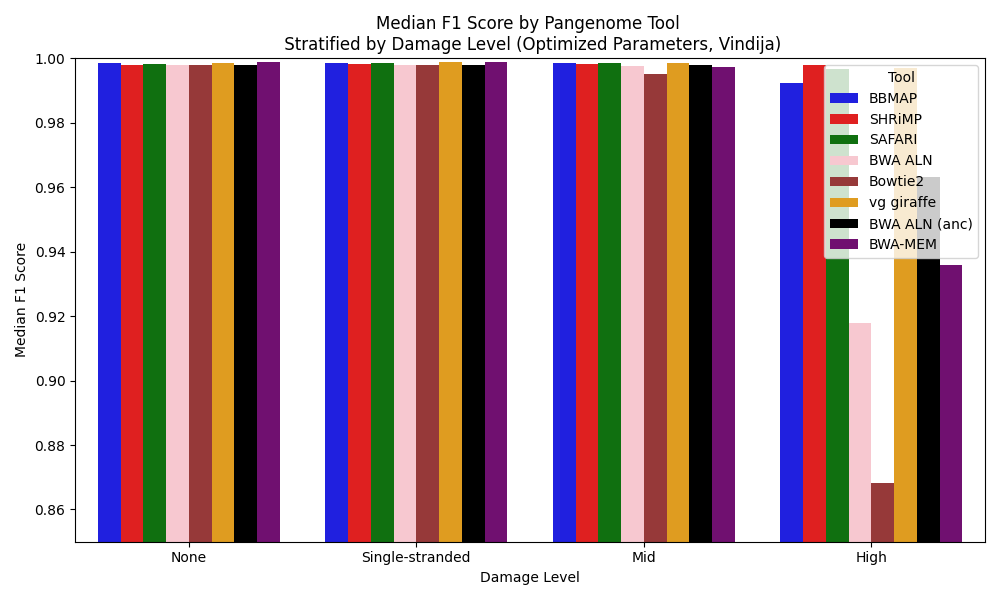 Median F1 Score by Pangenome Tool
Stratified by Damage Level (Optimized Parameters, Vindija)
Median F1 Score
1.00
0.98
0.96
0.94
0.92
0.90
0.88
0.86
Tool
BBMAP
SHRiMP
SAFARI
BWA ALN
Bowtie2
vg giraffe
BWA ALN (anc)
BWA-MEM
None
Single-stranded
Mid
High
Damage Level